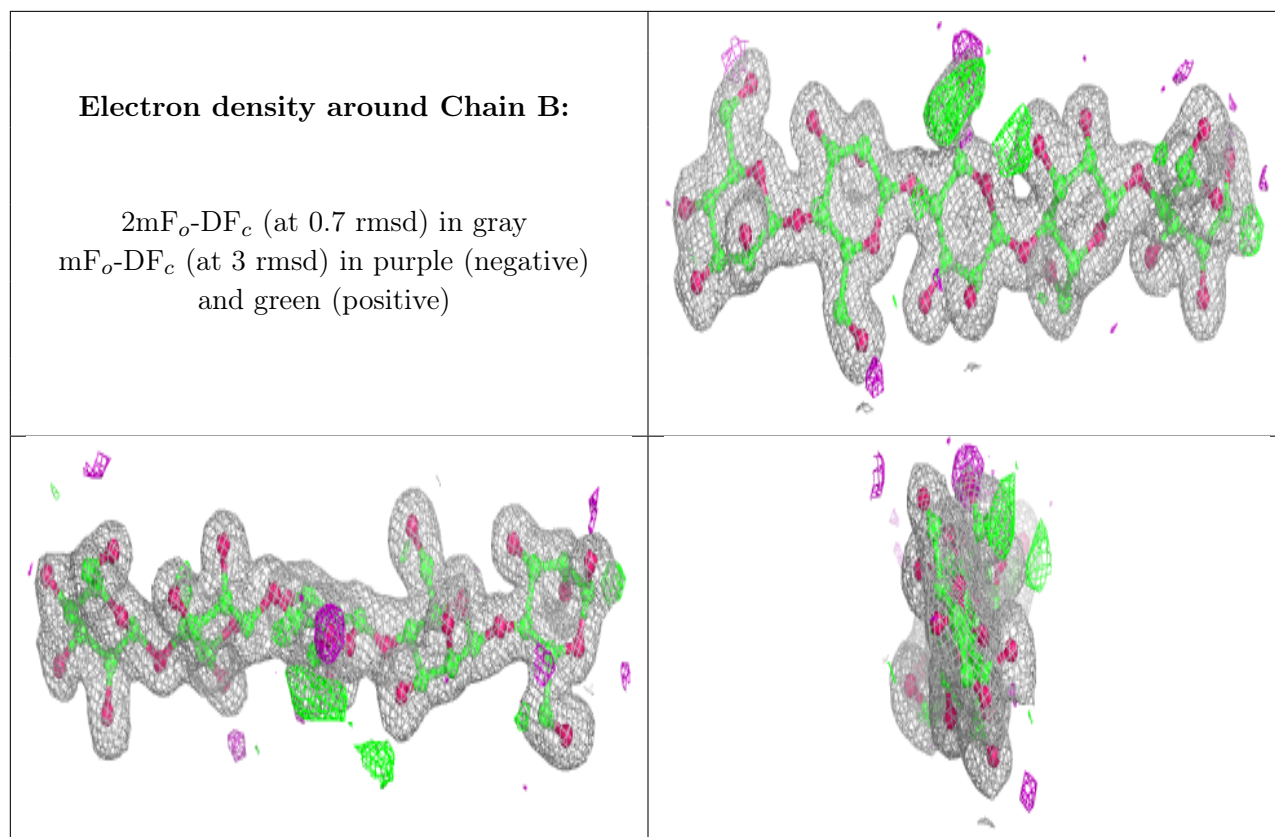 Electron density around Chain B:
2mFₒ-DF𝒸 (at 0.7 rmsd) in gray
mFₒ-DF𝒸 (at 3 rmsd) in purple (negative)
and green (positive)